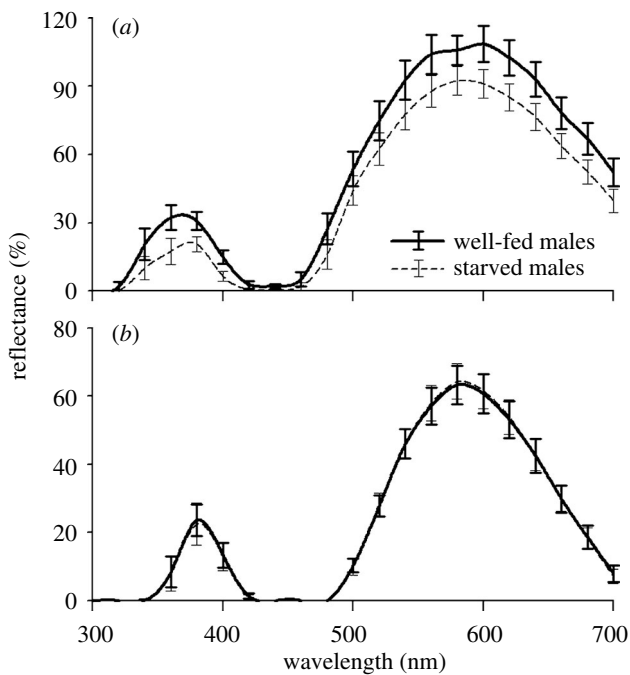 120
(a)
90
60
30
well-fed males
starved males
0
reflectance (%)
80
(b)
60
40
20
0
300 400 500 600 700
wavelength (nm)